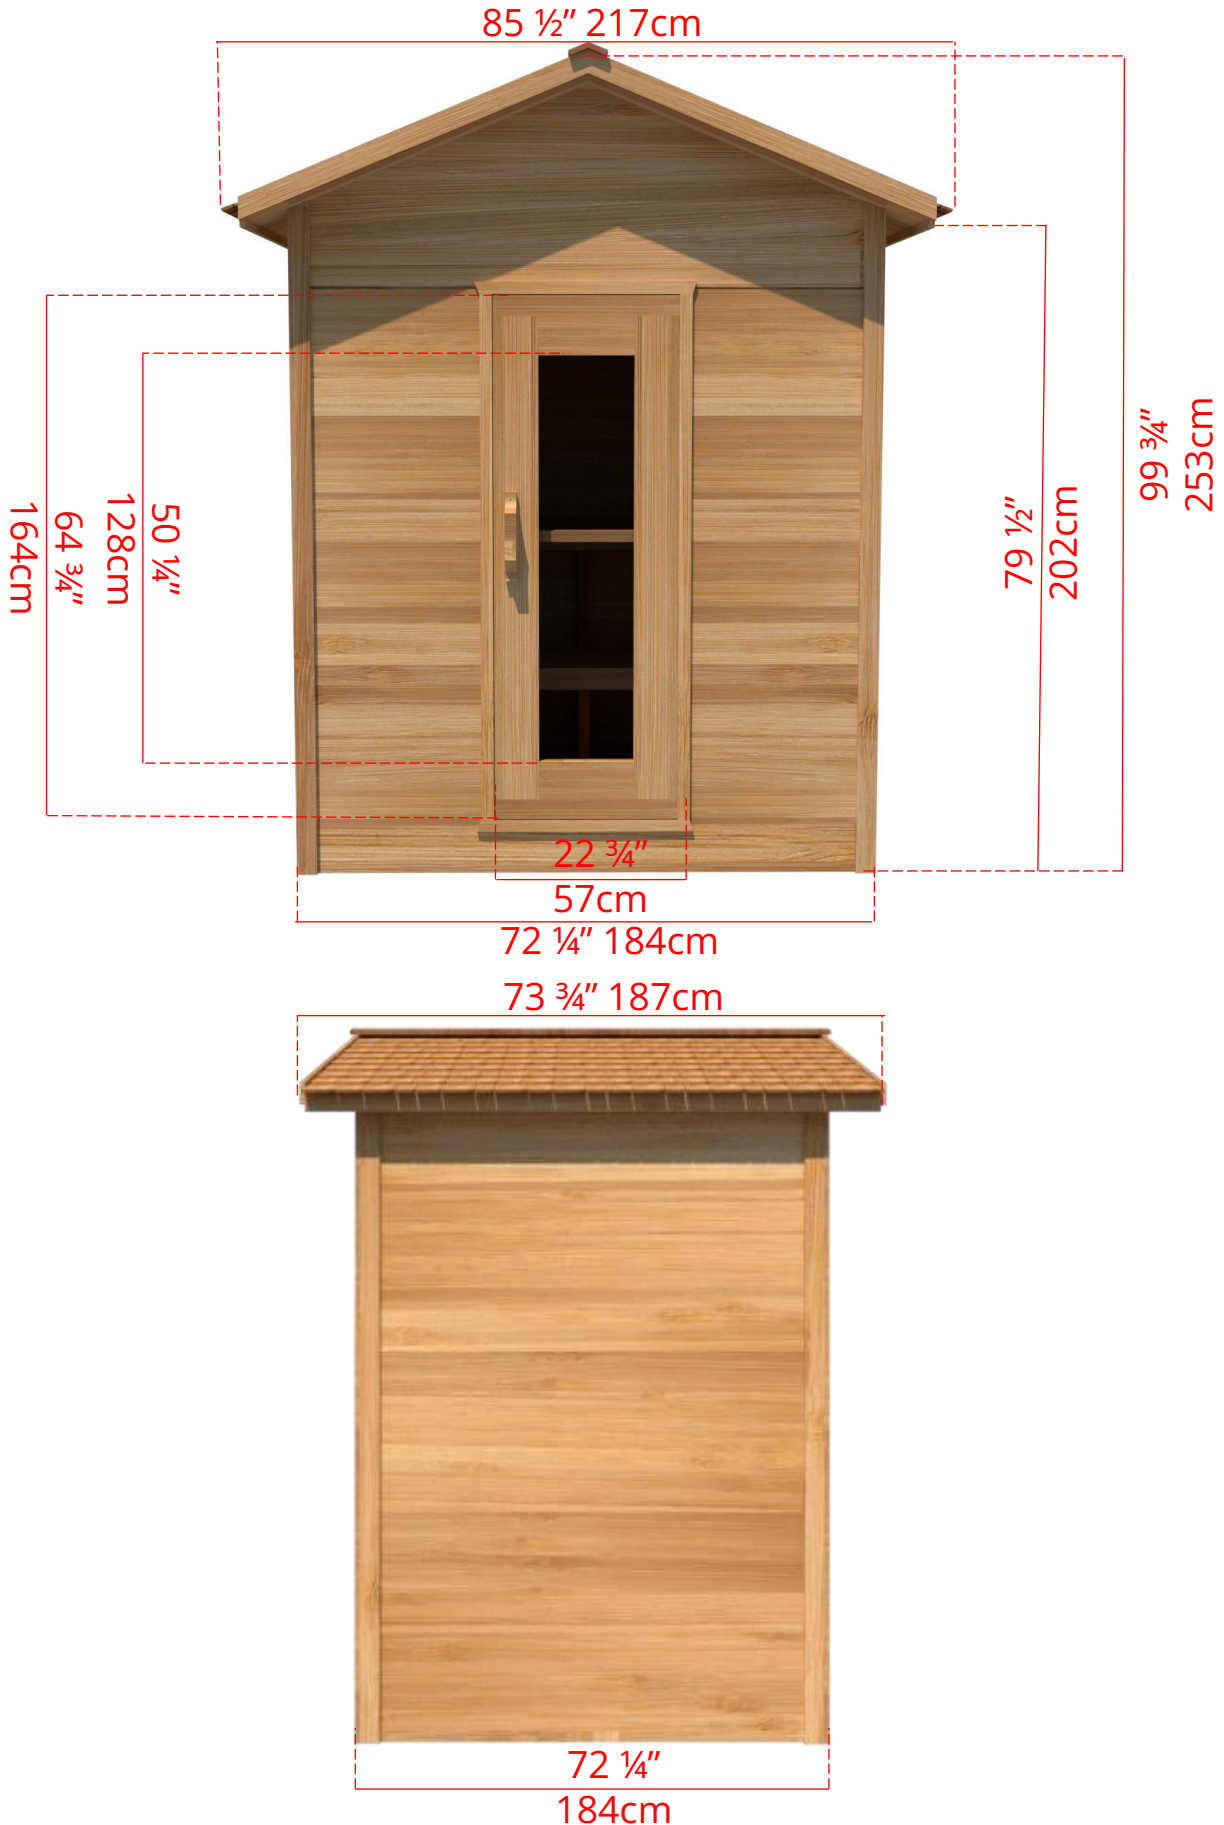 85 ½” 217cm
99 ¾”
253cm
79 ½”
202cm
50 ¼”
128cm
64 ¾”
164cm
22 ¾”
57cm
72 ¼” 184cm
73 ¾” 187cm
72 ¼”
184cm